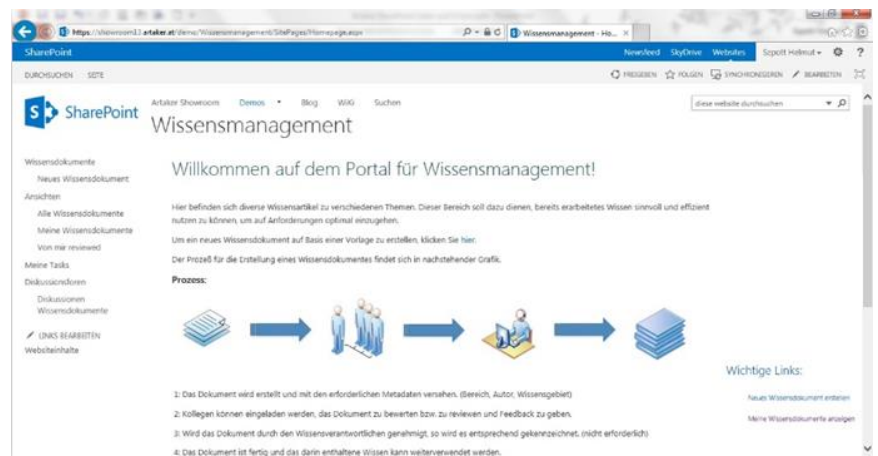 https://showroom13.artaker.at/demo/Wissensmanagement/SitePages/Homepage.aspx
Wissensmanagement - Ho...
SharePoint
Newsfeed SkyDrive Websites Szpott Helmut
?
DURCHSUCHEN SEITE
FREIGEBEN FOLGEN SYNCHRONISIEREN BEARBEITEN
S SharePoint
Artaker Showroom Demos Blog WIKI Suchen
Wissensmanagement
diese website durchsuchen
Wissensdokumente
Neues Wissensdokument
Ansichten
Alle Wissensdokumente
Meine Wissensdokumente
Von mir reviewed
Meine Tasks
Diskussionsforen
Diskussionen
Wissensdokumente
LINKS BEARBEITEN
Websiteinhalte
Willkommen auf dem Portal für Wissensmanagement!
Hier befinden sich diverse Wissensartikel zu verschiedenen Themen. Dieser Bereich soll dazu dienen, bereits erarbeitetes Wissen sinnvoll und effizient
nutzen zu können, um auf Anforderungen optimal einzugehen.
Um ein neues Wissensdokument auf Basis einer Vorlage zu erstellen, klicken Sie hier.
Der Prozeß für die Erstellung eines Wissensdokumentes findet sich in nachstehender Grafik.
Prozess:
1: Das Dokument wird erstellt und mit den erforderlichen Metadaten versehen. (Bereich, Autor, Wissensgebiet)
2: Kollegen können eingeladen werden, das Dokument zu bewerten bzw. zu reviewen und Feedback zu geben.
3: Wird das Dokument durch den Wissensverantwortlichen genehmigt, so wird es entsprechend gekennzeichnet. (nicht erforderlich)
4: Das Dokument ist fertig und das darin enthaltene Wissen kann weiterverwendet werden.
Wichtige Links:
Neues Wissensdokument erstellen
Meine Wissensdokumente anzeigen